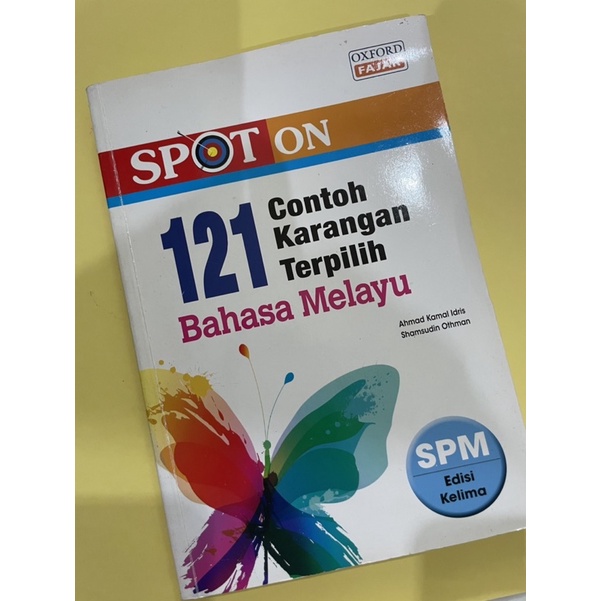 OXFORD
FAJAR
SPOT ON
121
Contoh
Karangan
Terpilih
Bahasa Melayu
Ahmad Kamal Idris
Shamsudin Othman
SPM
Edisi
Kelima